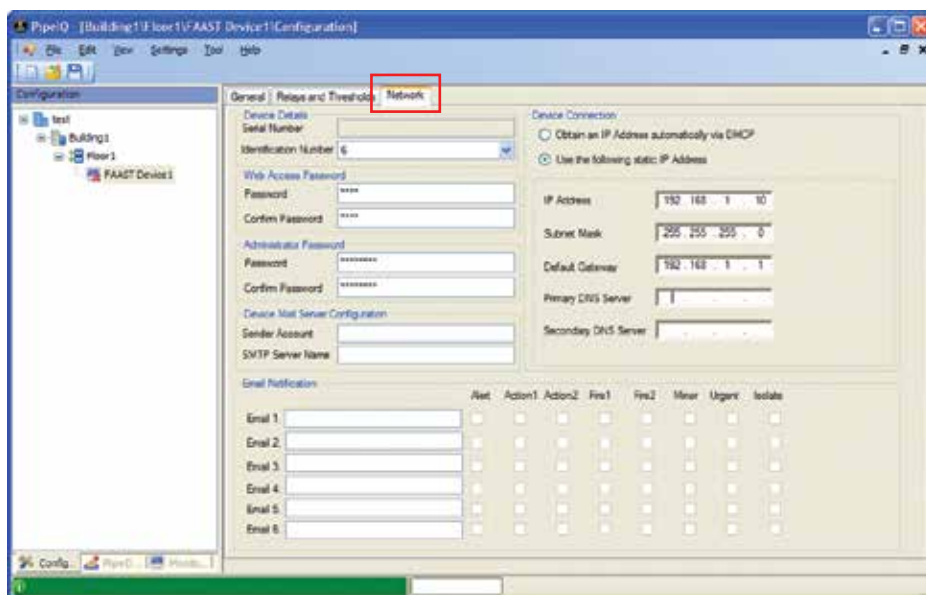 PipeIQ - [Building1\Floor1\FAAST Device1\Configuration]
File Edit View Settings Tool Help
Configuration
test
Building1
Floor1
FAAST Device1
General Relays and Thresholds Network
Device Details
Serial Number
Identification Number 6
Web Access Password
Password ****
Confirm Password ****
Administrator Password
Password *********
Confirm Password *********
Device Mail Server Configuration
Sender Account
SMTP Server Name
Device Connection
Obtain an IP Address automatically via DHCP
Use the following static IP Address
IP Address 192 . 168 . 1 . 10
Subnet Mask 255 . 255 . 255 . 0
Default Gateway 192 . 168 . 1 . 1
Primary DNS Server . . .
Secondary DNS Server . . .
Email Notification
Alert Action1 Action2 Fire1 Fire2 Minor Urgent Isolate
Email 1
Email 2
Email 3
Email 4
Email 5
Email 6
Config...